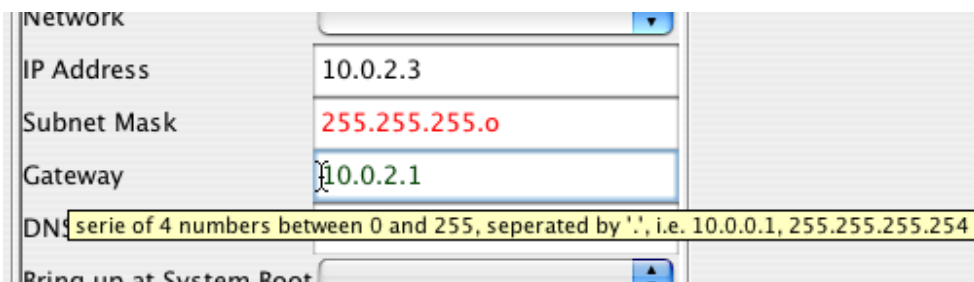 Network
IP Address 10.0.2.3
Subnet Mask 255.255.255.o
Gateway 10.0.2.1
DNS
serie of 4 numbers between 0 and 255, seperated by '.', i.e. 10.0.0.1, 255.255.255.254
Bring up at System Boot